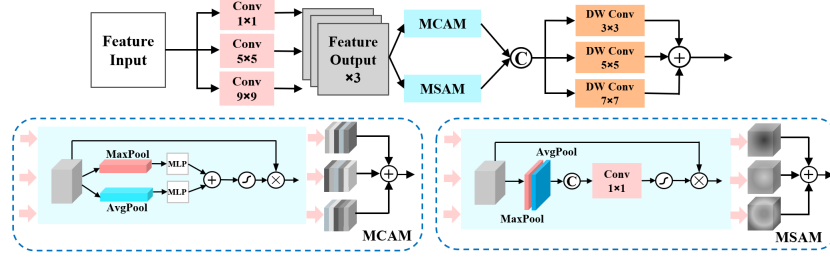 Feature
Input
Conv
1×1
Conv
5×5
Conv
9×9
Feature
Output
×3
MCAM
MSAM
C
DW Conv
3×3
DW Conv
5×5
DW Conv
7×7
MaxPool
MLP
AvgPool
MLP
MCAM
AvgPool
MaxPool
C
Conv
1×1
MSAM